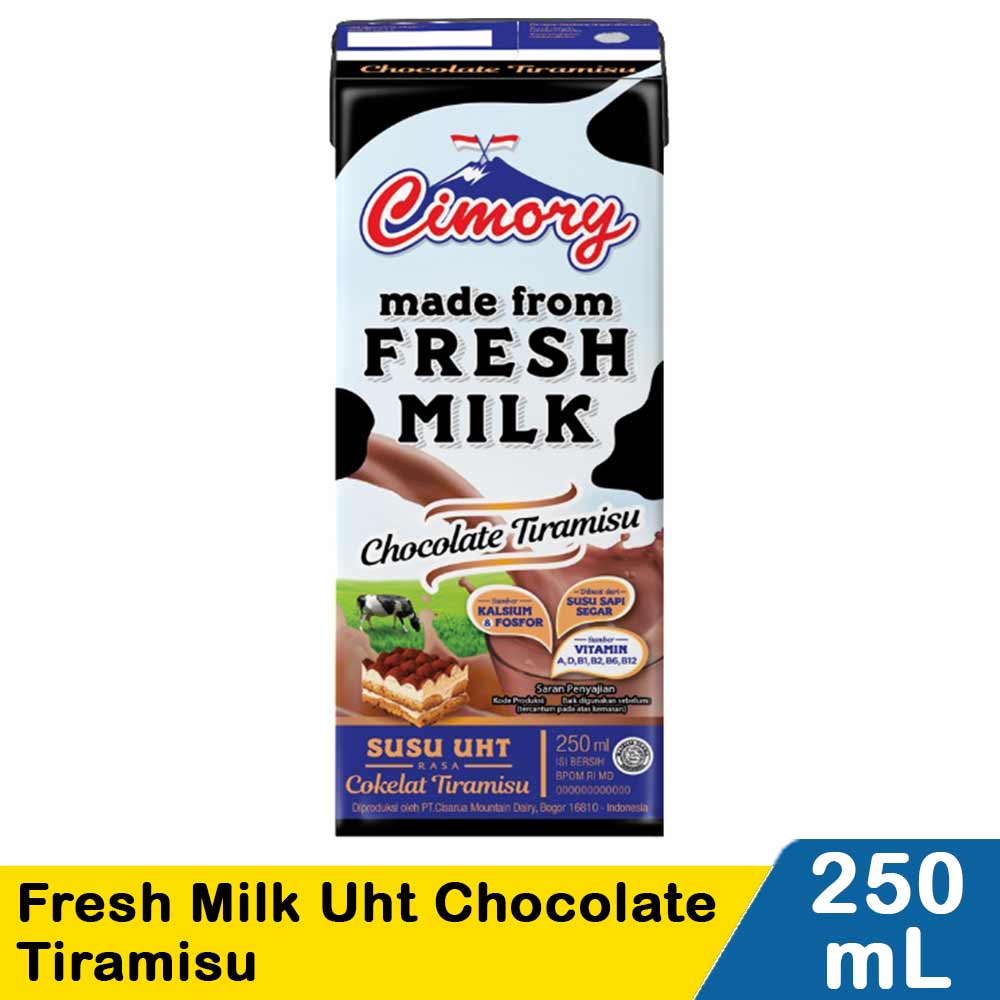 Chocolate Tiramisu
Cimory
made from
FRESH
MILK
Chocolate Tiramisu
Sumber
KALSIUM
& FOSFOR
Dibuat dari
SUSU SAPI
SEGAR
Sumber
VITAMIN
A, D, B1, B2, B6, B12
Saran Penyajian
Kode Produksi Baik digunakan sebelum:
(tercantum pada atas kemasan)
SUSU UHT
RASA
Cokelat Tiramisu
250 ml
ISI BERSIH
BPOM RI MD
000000000000
Diproduksi oleh PT.Cisarua Mountain Dairy, Bogor 16810 - Indonesia
Fresh Milk Uht Chocolate
Tiramisu
250
mL